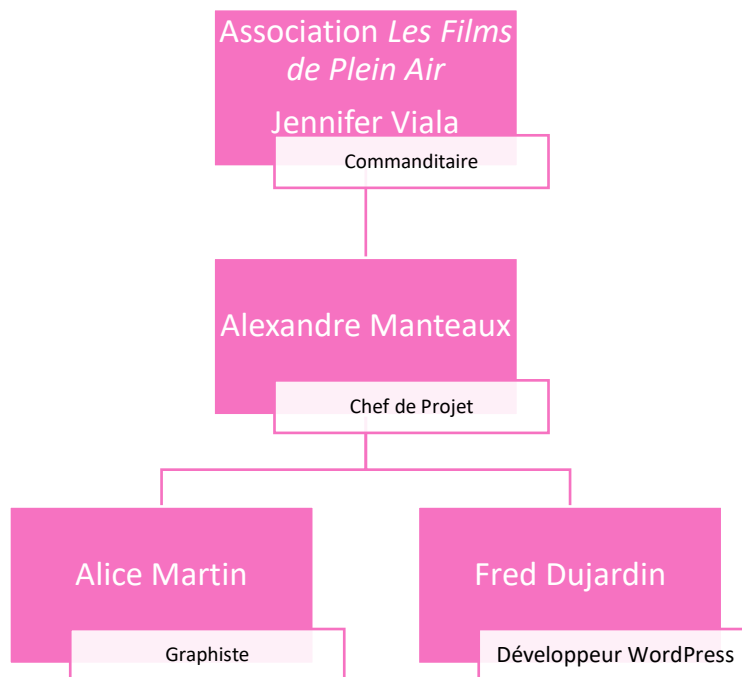 Association Les Films
de Plein Air
Jennifer Viala
Commanditaire
Alexandre Manteaux
Chef de Projet
Alice Martin
Graphiste
Fred Dujardin
Développeur WordPress